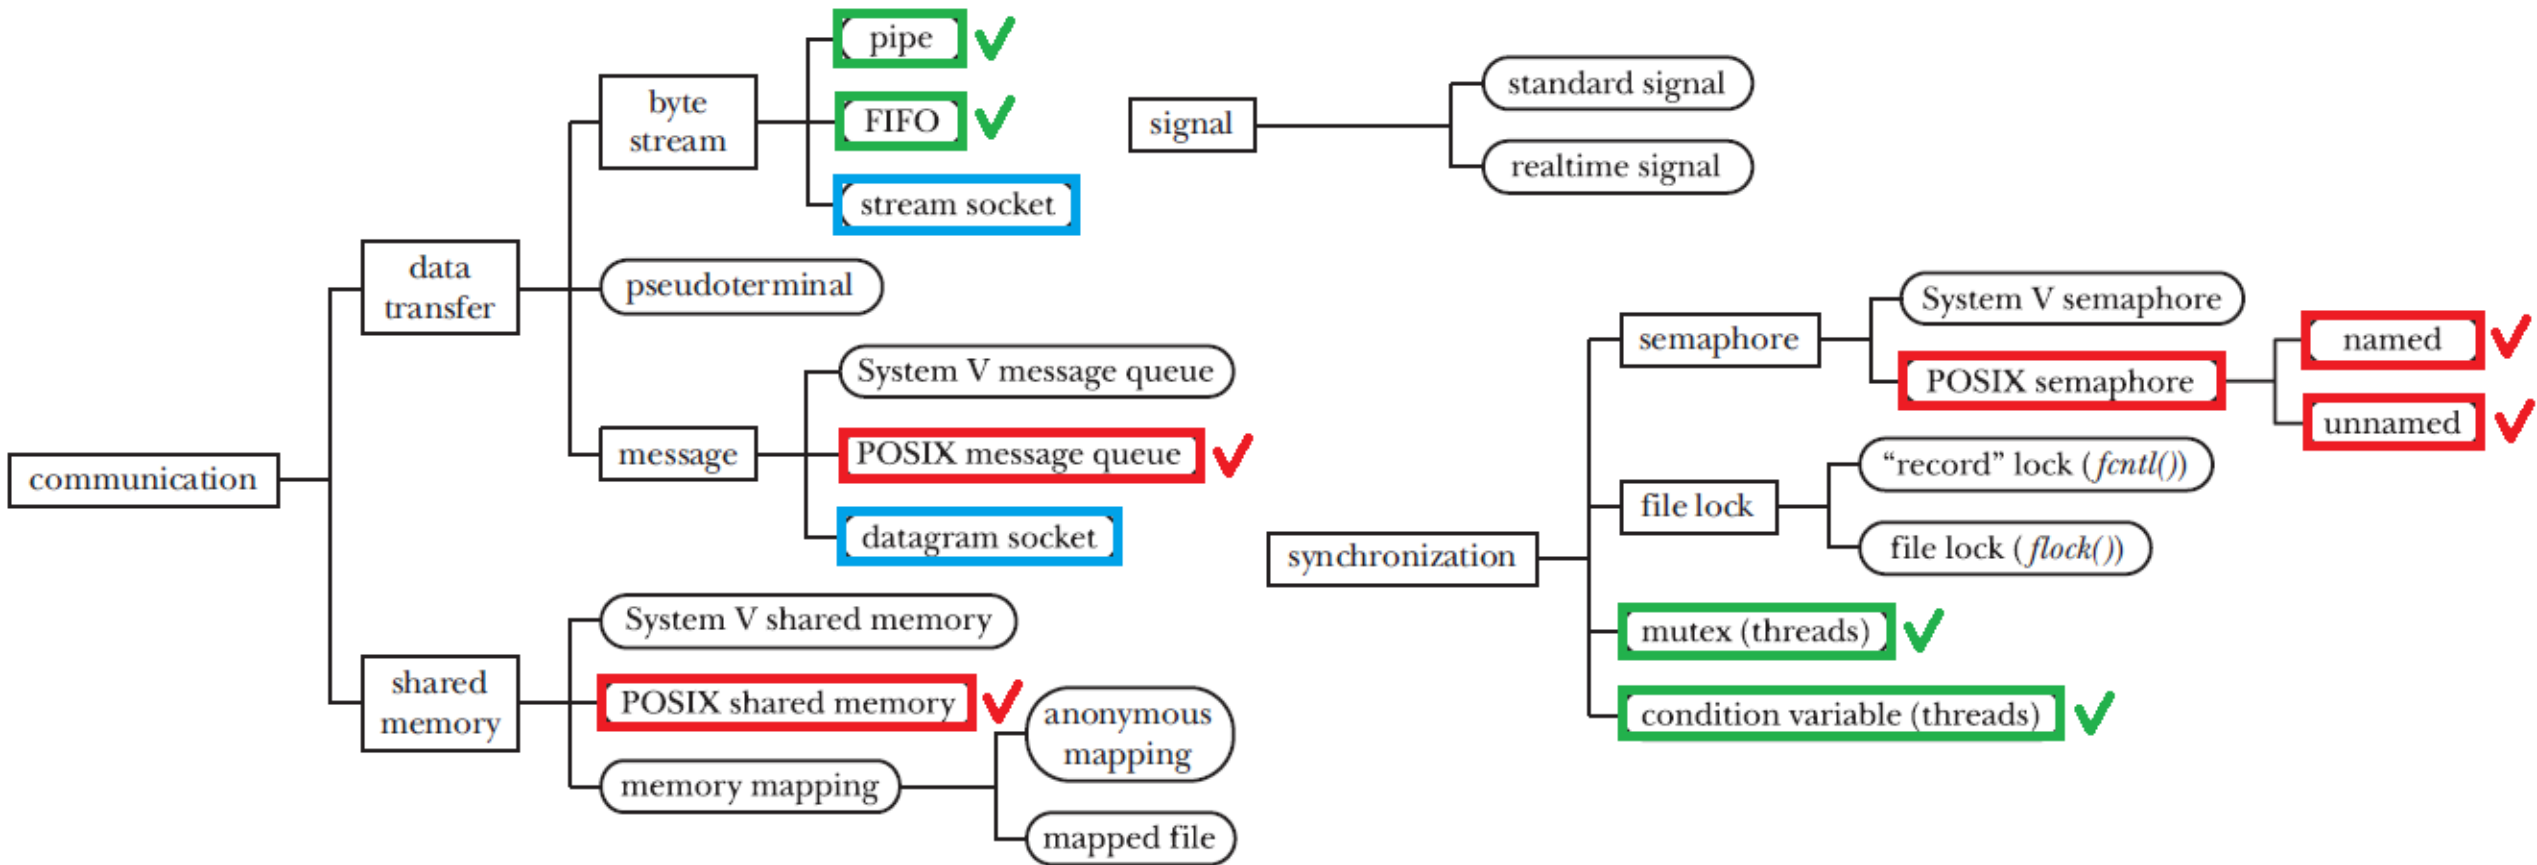 pipe
FIFO
stream socket
byte
stream
data
transfer
pseudoterminal
System V message queue
message
POSIX message queue
datagram socket
communication
System V shared memory
shared
memory
POSIX shared memory
memory mapping
anonymous
mapping
mapped file
signal
standard signal
realtime signal
synchronization
semaphore
System V semaphore
POSIX semaphore
named
unnamed
file lock
“record” lock (fcntl())
file lock (flock())
mutex (threads)
condition variable (threads)